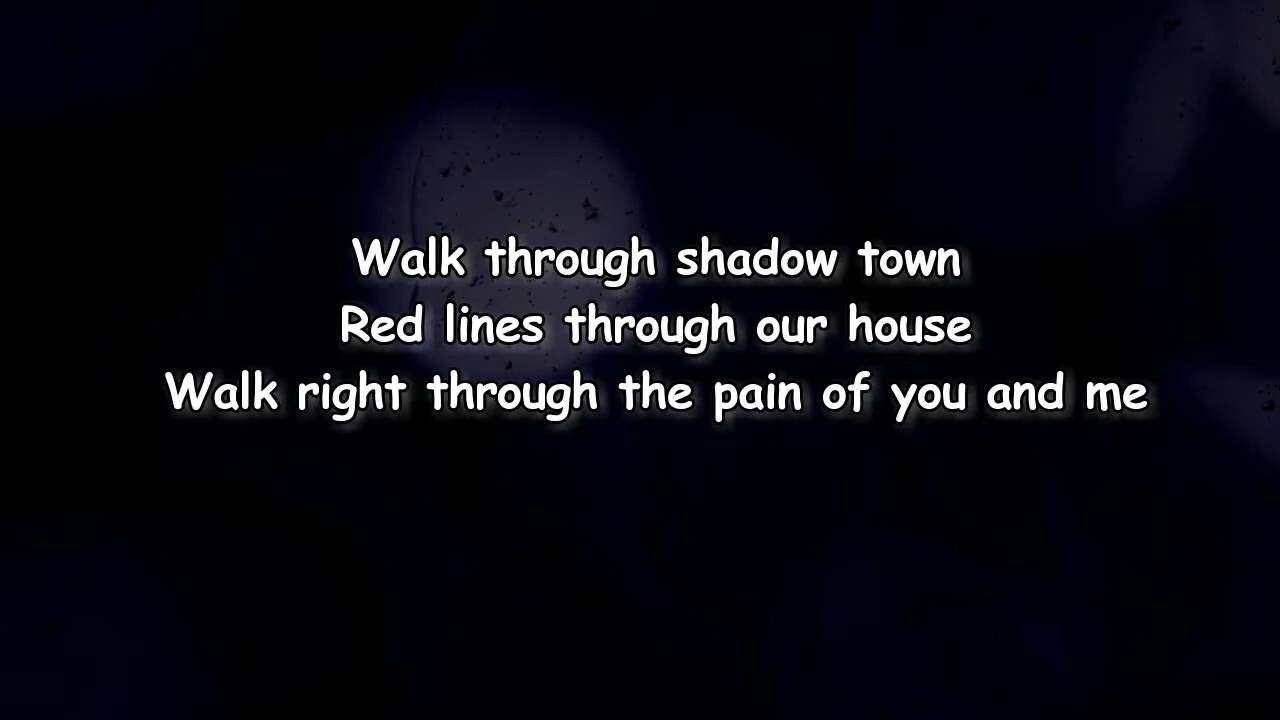 Walk through shadow town
Red lines through our house
Walk right through the pain of you and me